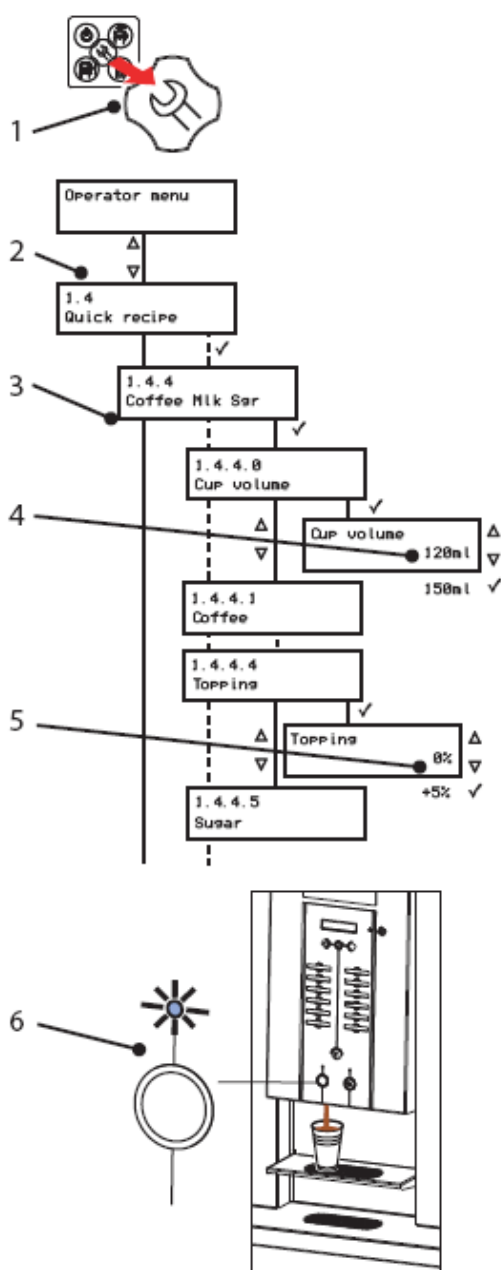 1
Operator menu
2
1.4
Quick recipe
3
1.4.4
Coffee Mlk Sgr
1.4.4.0
Cup volume
4
Cup volume
120ml
150ml
1.4.4.1
Coffee
1.4.4.4
Topping
5
Topping
0%
+5%
1.4.4.5
Sugar
6